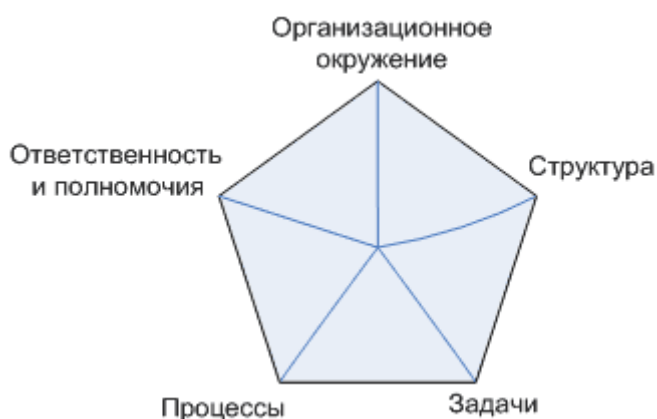 Организационное
окружение
Ответственность
и полномочия
Структура
Процессы
Задачи